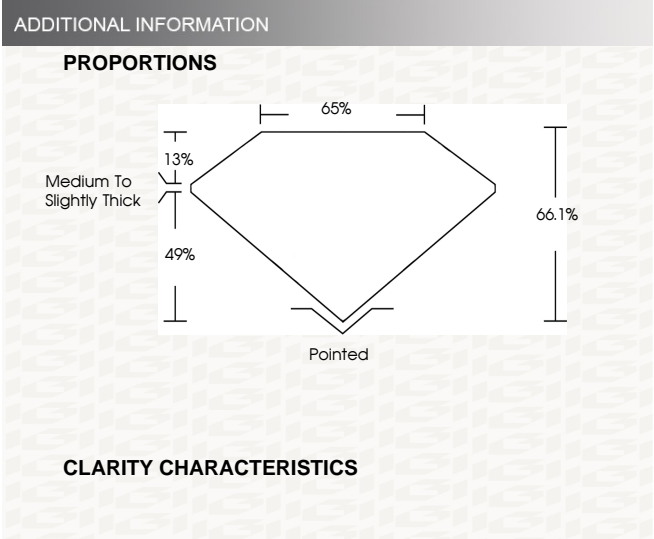 ADDITIONAL INFORMATION
PROPORTIONS
65%
13%
Medium To
Slightly Thick
66.1%
49%
Pointed
CLARITY CHARACTERISTICS